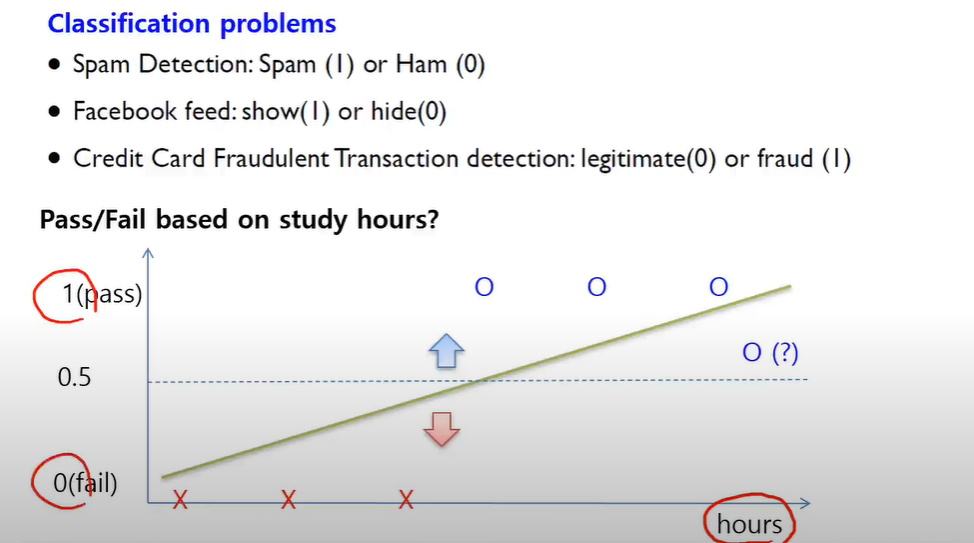 Classification problems
• Spam Detection: Spam (1) or Ham (0)
• Facebook feed: show(1) or hide(0)
• Credit Card Fraudulent Transaction detection: legitimate(0) or fraud (1)
Pass/Fail based on study hours?
1(pass)
O O O
O (?)
0.5
0(fail)
X X X
hours